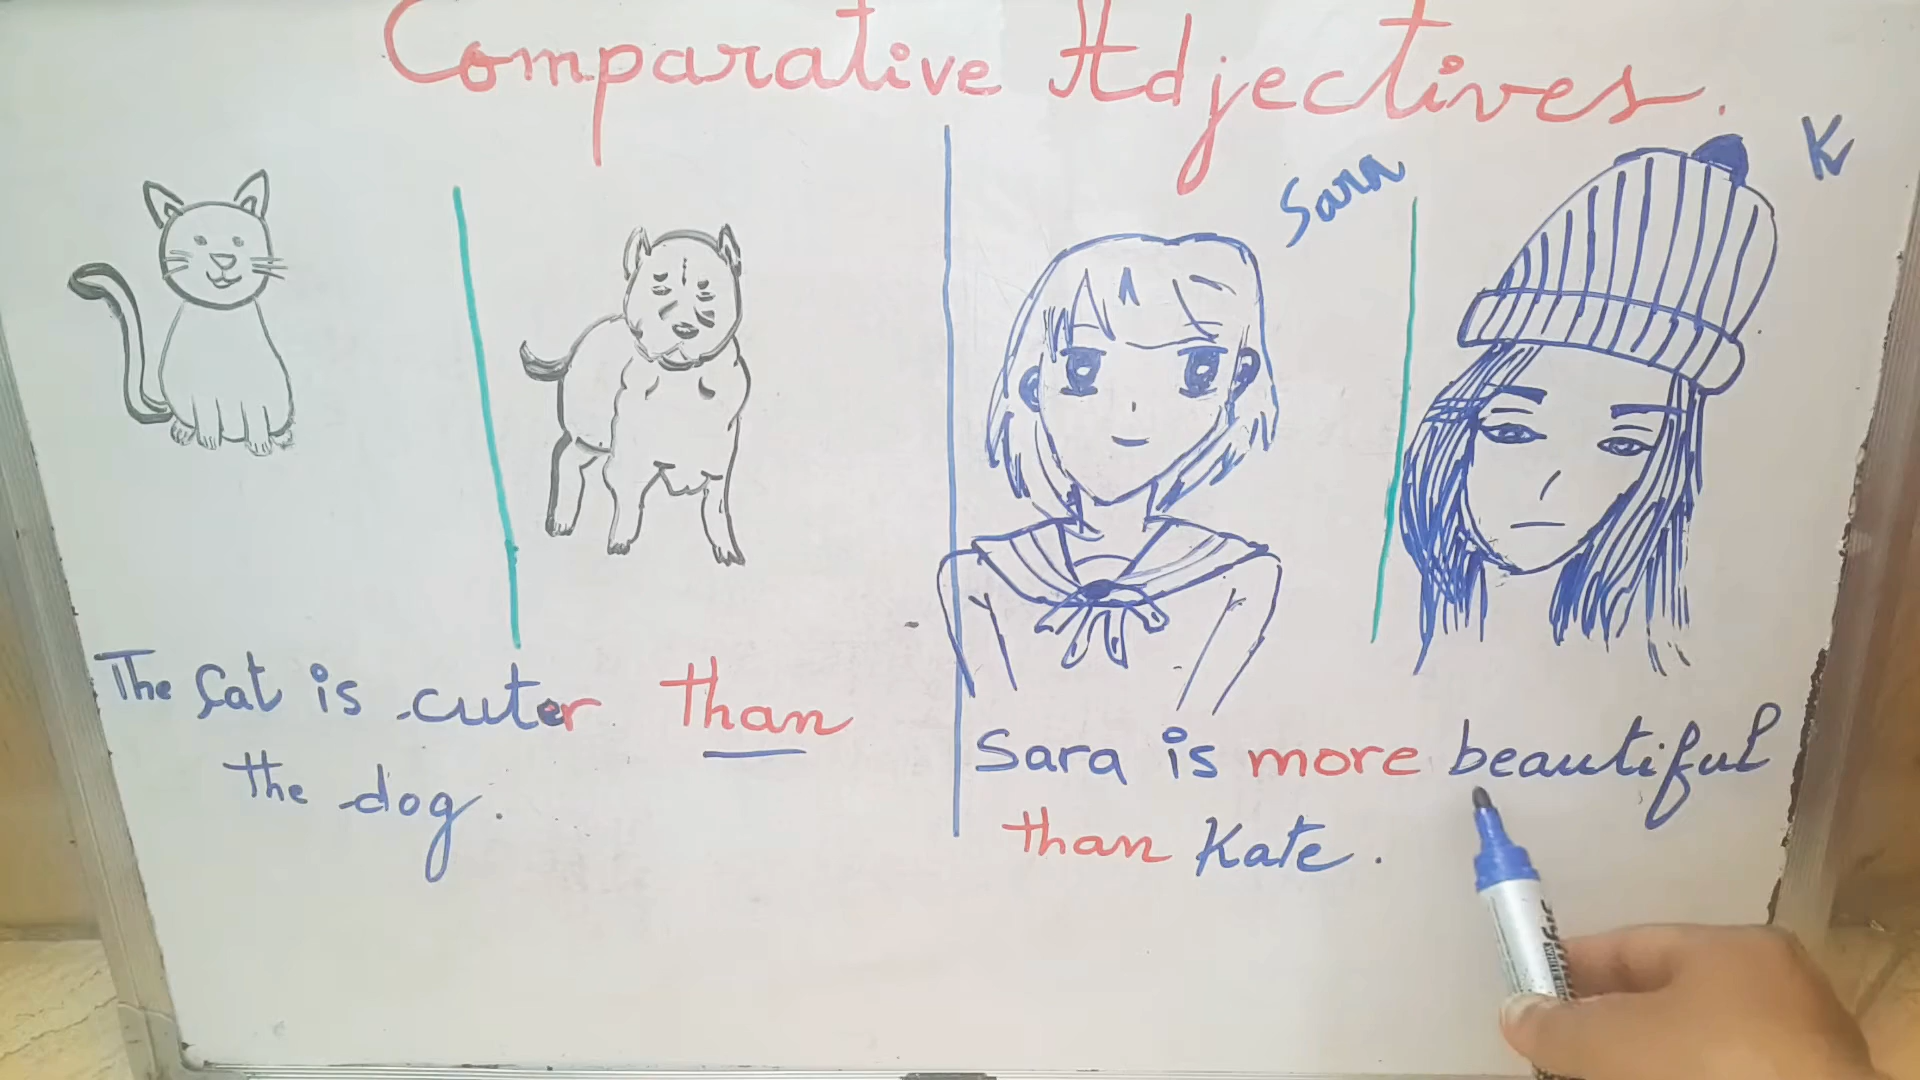 Comparative Adjectives.
Sara
K
The Cat is cuter than
the dog.
Sara is more beautiful
than Kate.